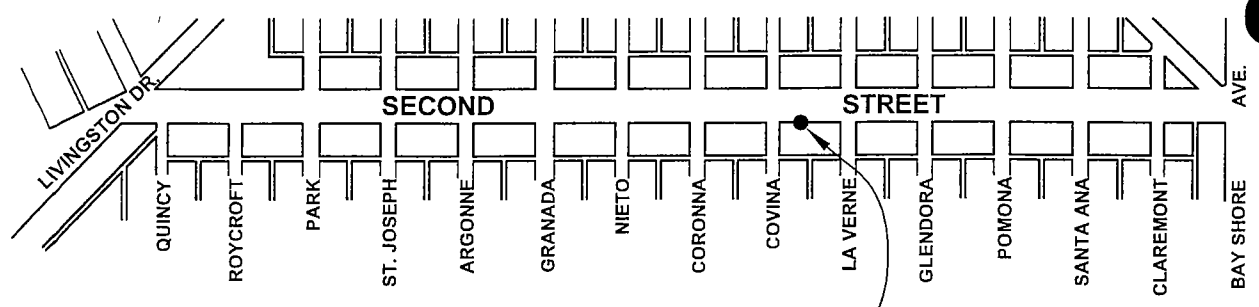 SECOND STREET
LIVINGSTON DR.
AVE.
QUINCY
ROYCROFT
PARK
ST. JOSEPH
ARGONNE
GRANADA
NIETO
CORONNA
COVINA
LA VERNE
GLENDORA
POMONA
SANTA ANA
CLAREMONT
BAY SHORE